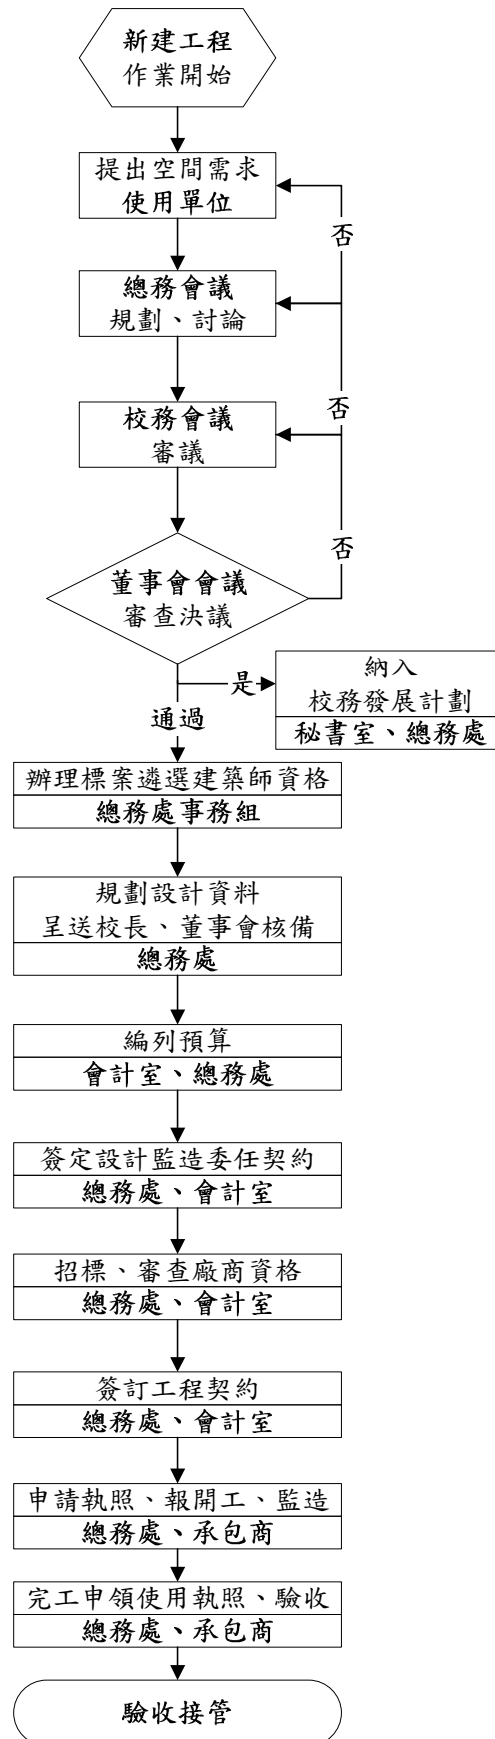 新建工程
作業開始
提出空間需求
使用單位
否
總務會議
規劃、討論
否
校務會議
審議
否
董事會會議
審查決議
是
納入
校務發展計劃
秘書室、總務處
通過
辦理標案遴選建築師資格
總務處事務組
規劃設計資料
呈送校長、董事會核備
總務處
編列預算
會計室、總務處
簽定設計監造委任契約
總務處、會計室
招標、審查廠商資格
總務處、會計室
簽訂工程契約
總務處、會計室
申請執照、報開工、監造
總務處、承包商
完工申領使用執照、驗收
總務處、承包商
驗收接管